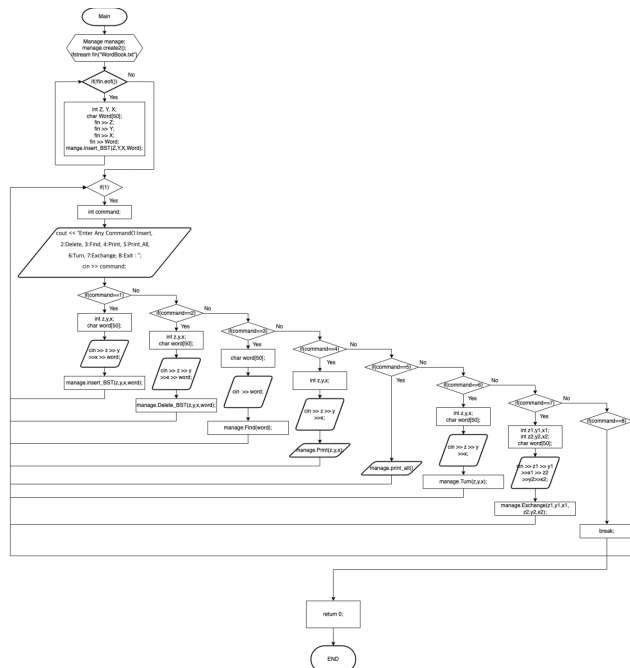 Main
Manage manage;
manage.create2();
ifstream fin("WordBook.txt")
if(!fin.eof())
No
Yes
int Z, Y, X;
char Word[50];
fin >> Z;
fin >> Y;
fin >> X;
fin >> Word;
mange.insert_BST(Z,Y,X,Word);
if(1)
Yes
int command;
cout << "Enter Any Command(1:Insert,
2:Delete, 3:Find, 4:Print, 5:Print_All,
6:Turn, 7:Exchange, 8:Exit : ";
cin >> command;
if(command==1)
No
Yes
int z,y,x;
char word[50];
cin >> z >> y
>>x >> word;
manage.insert_BST(z,y,x,word)
if(command==2)
No
Yes
int z,y,x;
char word[50];
cin >> z >> y
>>x >> word;
manage.Delete_BST(z,y,x,word);
if(command==3)
No
Yes
char word[50];
cin >> word;
manage.Find(word);
if(command==4)
No
Yes
int z,y,x;
cin >> z >> y
>>x;
manage.Print(z,y,x);
if(command==5)
No
Yes
manage.print_all()
if(command==6)
No
Yes
int z,y,x;
char word[50];
cin >> z >> y
>>x;
manage.Turn(z,y,x);
if(command==7)
No
Yes
int z1,y1,x1;
int z2,y2,x2;
char word[50];
cin >> z1 >> y1
>>x1 >> z2
>>y2>>x2;
manage.Exchange(z1,y1,x1,
z2,y2,x2);
if(command==8)
break;
return 0;
END